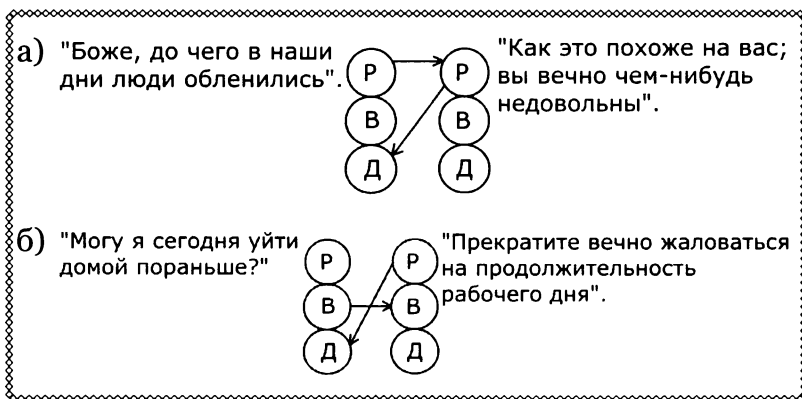 а) "Боже, до чего в наши
дни люди обленились".
Р Р
В В
Д Д
"Как это похоже на вас;
вы вечно чем-нибудь
недовольны".
б) "Могу я сегодня уйти
домой пораньше?"
Р Р
В В
Д Д
"Прекратите вечно жаловаться
на продолжительность
рабочего дня".